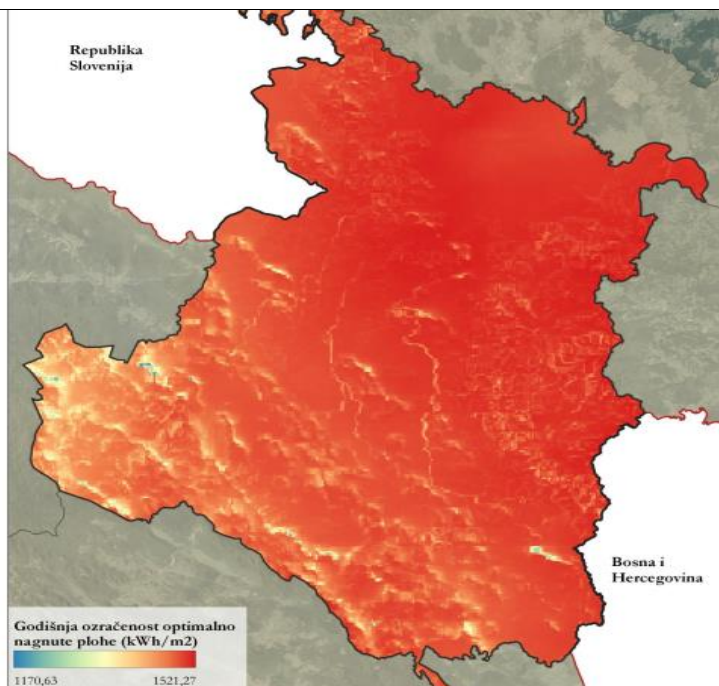 Republika
Slovenija
Bosna i
Hercegovina
Godišnja ozračenost optimalno
nagnute plohe (kWh/m2)
1170,63 1521,27